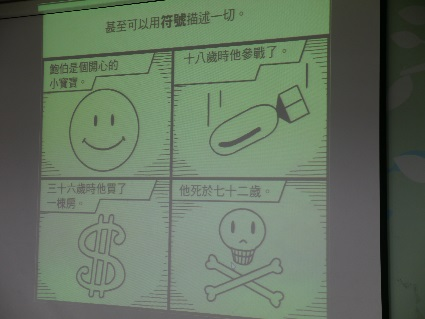 甚至可以用符號描述一切。
鮑伯是個開心的
小寶寶。
十八歲時他參戰了。
三十六歲時他買了
一棟房。
他死於七十二歲。